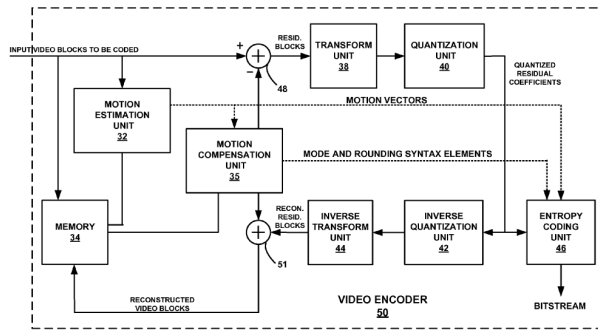 INPUT VIDEO BLOCKS TO BE CODED
+
–
48
RESID.
BLOCKS
TRANSFORM
UNIT
38
QUANTIZATION
UNIT
40
QUANTIZED
RESIDUAL
COEFFICIENTS
MOTION
ESTIMATION
UNIT
32
MOTION VECTORS
MOTION
COMPENSATION
UNIT
35
MODE AND ROUNDING SYNTAX ELEMENTS
MEMORY
34
+
51
RECON.
RESID.
BLOCKS
INVERSE
TRANSFORM
UNIT
44
INVERSE
QUANTIZATION
UNIT
42
ENTROPY
CODING
UNIT
46
RECONSTRUCTED
VIDEO BLOCKS
VIDEO ENCODER
50
BITSTREAM